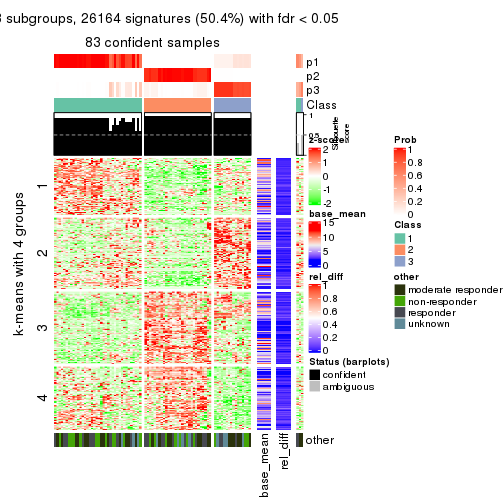 3 subgroups, 26164 signatures (50.4%) with fdr < 0.05
83 confident samples
p1
p2
p3
Class
1
0.5
0
Silhouette
score
k-means with 4 groups
1
2
3
4
z-score
2
1
0
-1
-2
base_mean
15
10
5
0
rel_diff
1
0.8
0.6
0.4
0.2
0
Status (barplots)
confident
ambiguous
Prob
1
0.8
0.6
0.4
0.2
0
Class
1
2
3
other
moderate responder
non-responder
responder
unknown
other
base_mean
rel_diff